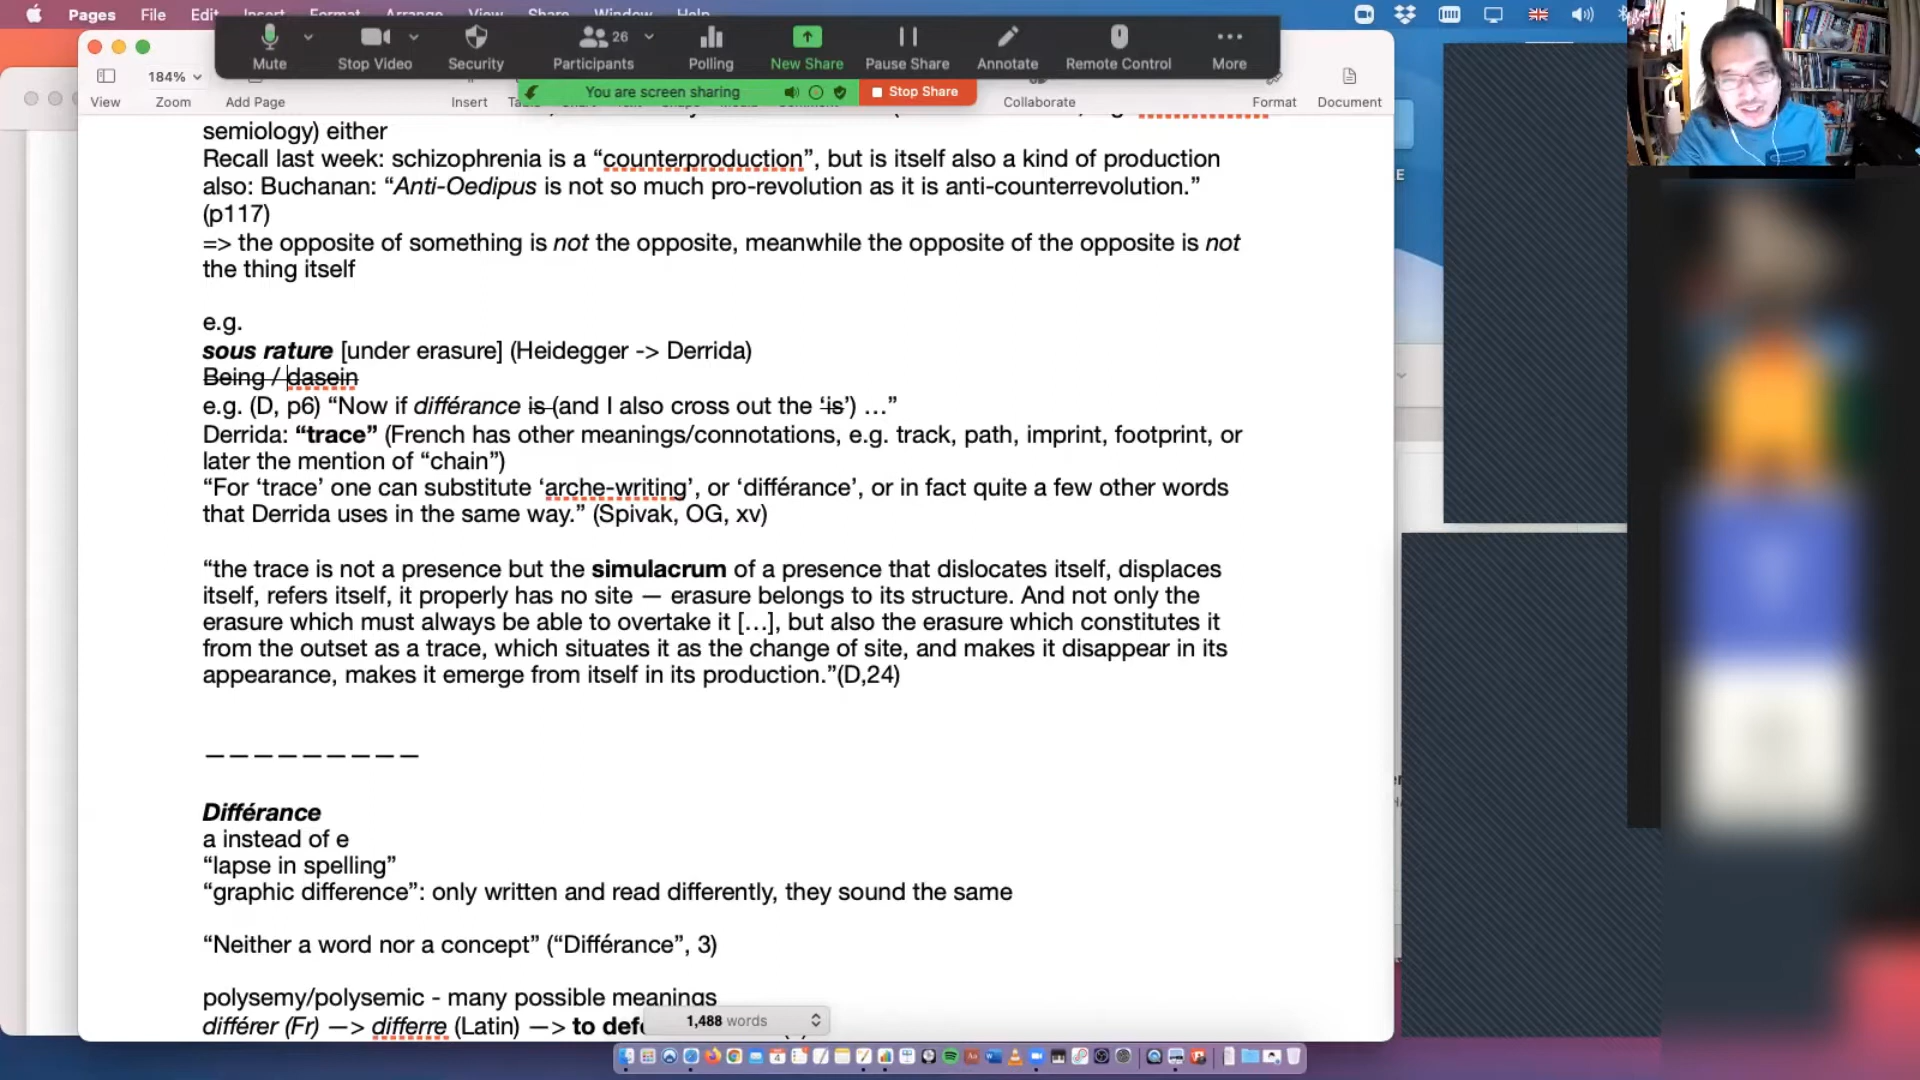 Pages File Edit Insert Format Arrange View Share Window Help
Mute Stop Video Security Participants 26 Polling New Share Pause Share Annotate Remote Control More
184%
You are screen sharing Stop Share
View Zoom Add Page Insert Collaborate Format Document
semiology) either
Recall last week: schizophrenia is a “counterproduction”, but is itself also a kind of production
also: Buchanan: “Anti-Oedipus is not so much pro-revolution as it is anti-counterrevolution.”
(p117)
=> the opposite of something is not the opposite, meanwhile the opposite of the opposite is not
the thing itself
e.g.
sous rature [under erasure] (Heidegger -> Derrida)
Being / dasein
e.g. (D, p6) “Now if différance is (and I also cross out the ‘is’) …”
Derrida: “trace” (French has other meanings/connotations, e.g. track, path, imprint, footprint, or
later the mention of “chain”)
“For ‘trace’ one can substitute ‘arche-writing’, or ‘différance’, or in fact quite a few other words
that Derrida uses in the same way.” (Spivak, OG, xv)
“the trace is not a presence but the simulacrum of a presence that dislocates itself, displaces
itself, refers itself, it properly has no site — erasure belongs to its structure. And not only the
erasure which must always be able to overtake it […], but also the erasure which constitutes it
from the outset as a trace, which situates it as the change of site, and makes it disappear in its
appearance, makes it emerge from itself in its production.”(D,24)
— — — — — — — — —
Différance
a instead of e
“lapse in spelling”
“graphic difference”: only written and read differently, they sound the same
“Neither a word nor a concept” (“Différance”, 3)
polysemy/polysemic - many possible meanings
différer (Fr) —> differre (Latin) —> to
1,488 words